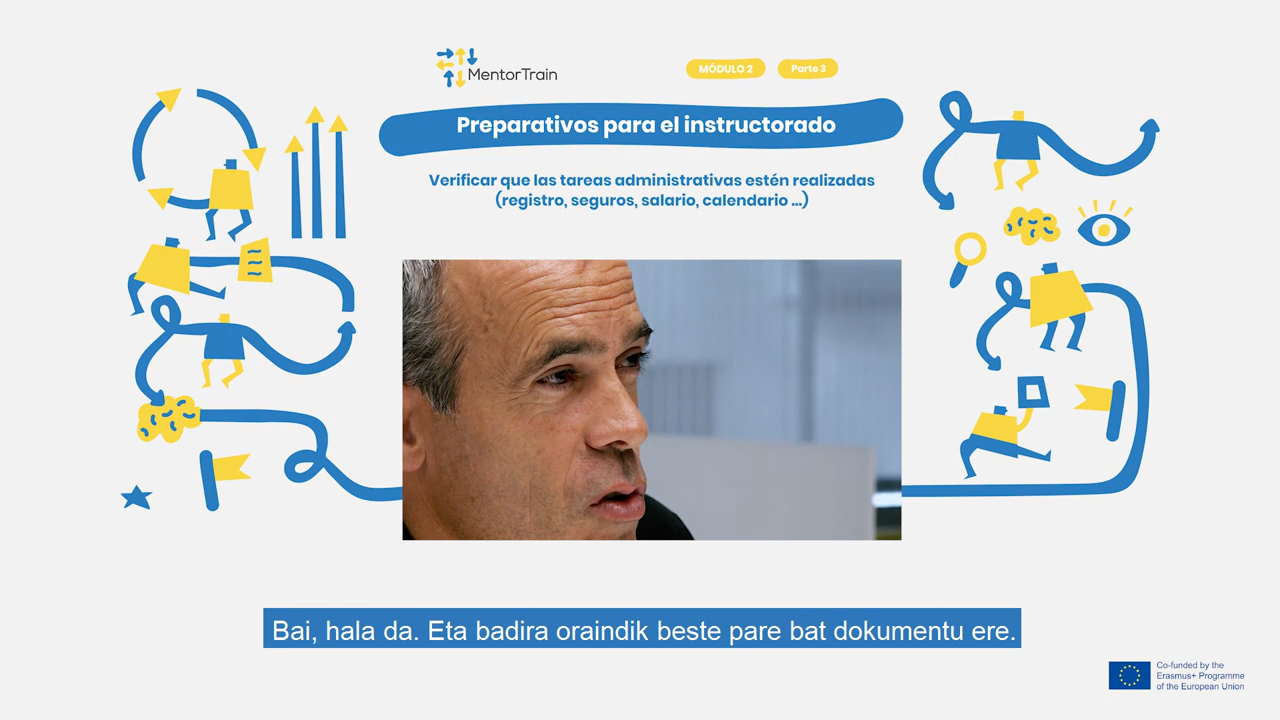 MentorTrain
MÓDULO 2
Parte 3
Preparativos para el instructorado
Verificar que las tareas administrativas estén realizadas
(registro, seguros, salario, calendario ...)
Bai, hala da. Eta badira oraindik beste pare bat dokumentu ere.
Co-funded by the
Erasmus+ Programme
of the European Union